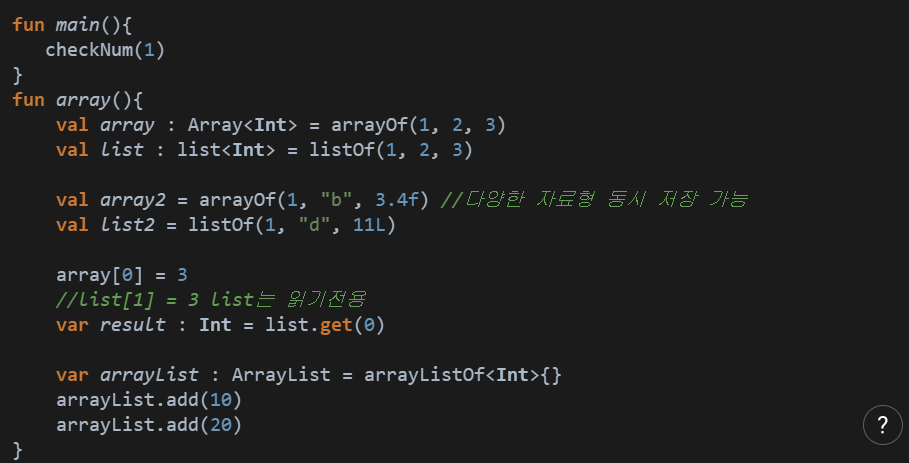 fun main(){
   checkNum(1)
}
fun array(){
    val array : Array<Int> = arrayOf(1, 2, 3)
    val list : list<Int> = listOf(1, 2, 3)

    val array2 = arrayOf(1, "b", 3.4f) //다양한 자료형 동시 저장 가능
    val list2 = listOf(1, "d", 11L)

    array[0] = 3
    //list[1] = 3 list는 읽기전용
    var result : Int = list.get(0)

    var arrayList : ArrayList = arrayListOf<Int>{}
    arrayList.add(10)
    arrayList.add(20)
}
?